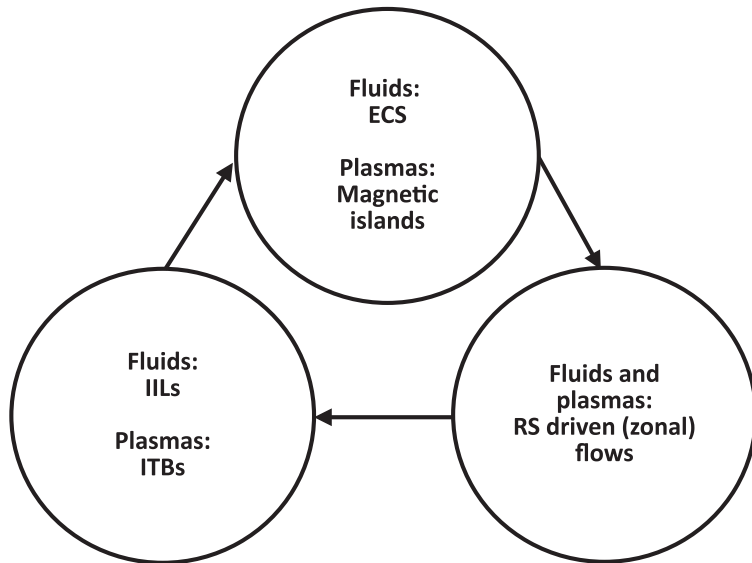 Fluids:
ECS
Plasmas:
Magnetic
islands
Fluids:
IILs
Plasmas:
ITBs
Fluids and
plasmas:
RS driven (zonal)
flows